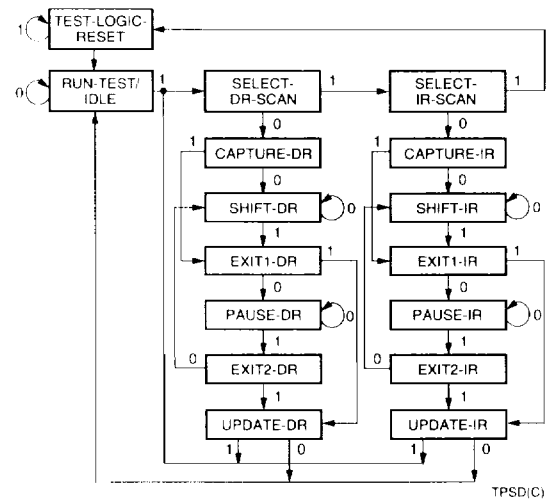 TEST-LOGIC-
RESET
1
RUN-TEST/
IDLE
0
1
SELECT-
DR-SCAN
1
SELECT-
IR-SCAN
1
0
0
1
CAPTURE-DR
1
CAPTURE-IR
0
0
SHIFT-DR
0
SHIFT-IR
0
1
1
EXIT1-DR
1
EXIT1-IR
1
0
0
PAUSE-DR
0
PAUSE-IR
0
1
1
0
EXIT2-DR
0
EXIT2-IR
1
1
UPDATE-DR
UPDATE-IR
1
0
1
0
TPSD(C)